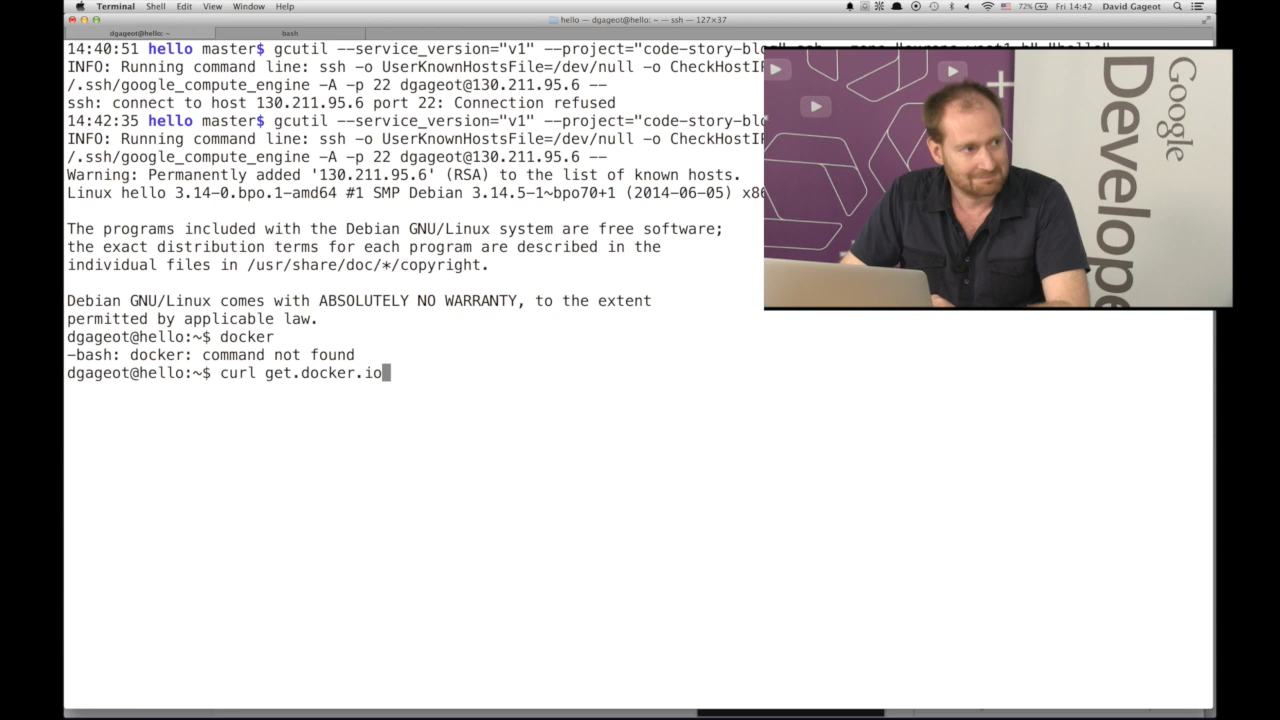 Terminal Shell Edit View Window Help 72% Fri 14:42 David Gageot
hello — dgageot@hello: ~ — ssh — 127×37
dgageot@hello: ~ bash
14:40:51 hello master$ gcutil --service_version="v1" --project="code-story-blog" ssh --zone "europe-west1-b" "hello"
INFO: Running command line: ssh -o UserKnownHostsFile=/dev/null -o CheckHostIP
/.ssh/google_compute_engine -A -p 22 dgageot@130.211.95.6 --
ssh: connect to host 130.211.95.6 port 22: Connection refused
14:42:35 hello master$ gcutil --service_version="v1" --project="code-story-blo
INFO: Running command line: ssh -o UserKnownHostsFile=/dev/null -o CheckHostIP
/.ssh/google_compute_engine -A -p 22 dgageot@130.211.95.6 --
Warning: Permanently added '130.211.95.6' (RSA) to the list of known hosts.
Linux hello 3.14-0.bpo.1-amd64 #1 SMP Debian 3.14.5-1~bpo70+1 (2014-06-05) x86
The programs included with the Debian GNU/Linux system are free software;
the exact distribution terms for each program are described in the
individual files in /usr/share/doc/*/copyright.
Debian GNU/Linux comes with ABSOLUTELY NO WARRANTY, to the extent
permitted by applicable law.
dgageot@hello:~$ docker
-bash: docker: command not found
dgageot@hello:~$ curl get.docker.io
Google
Develope